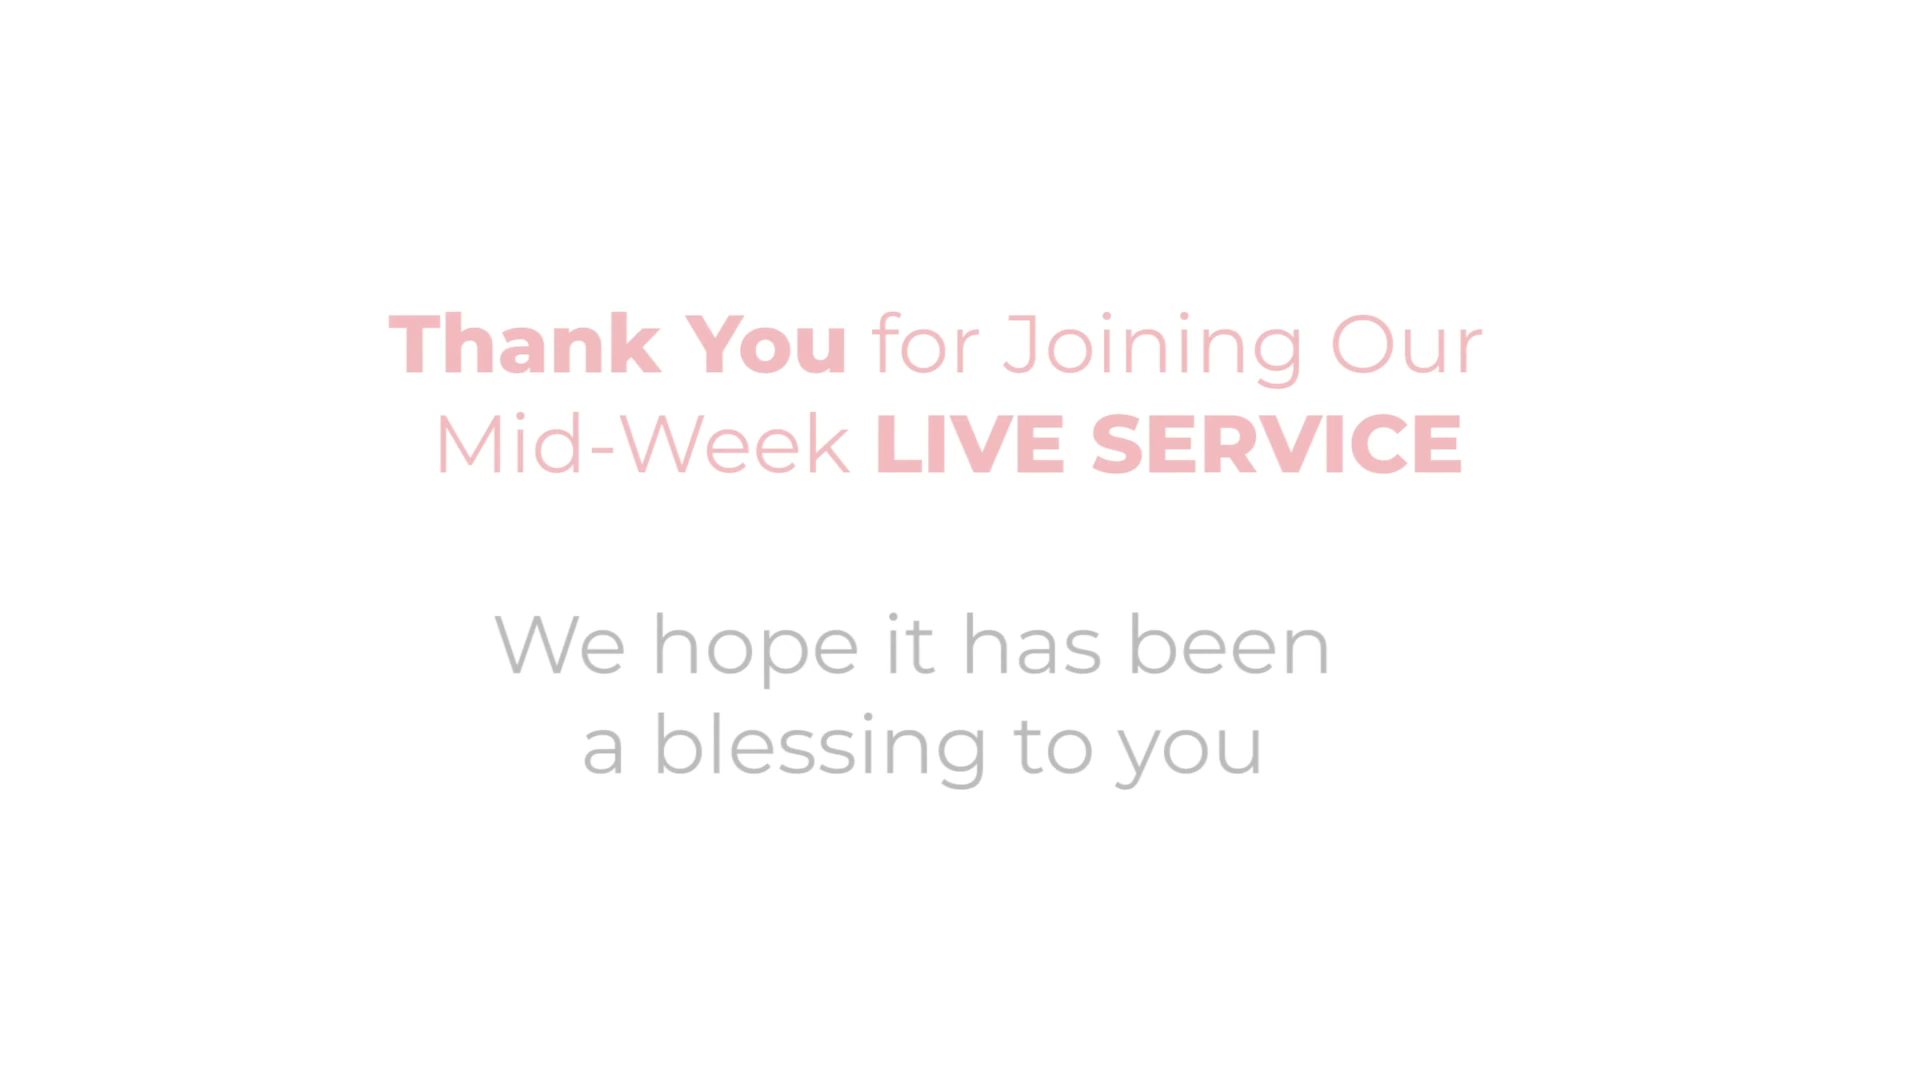 Thank You for Joining Our
Mid-Week LIVE SERVICE
We hope it has been
a blessing to you